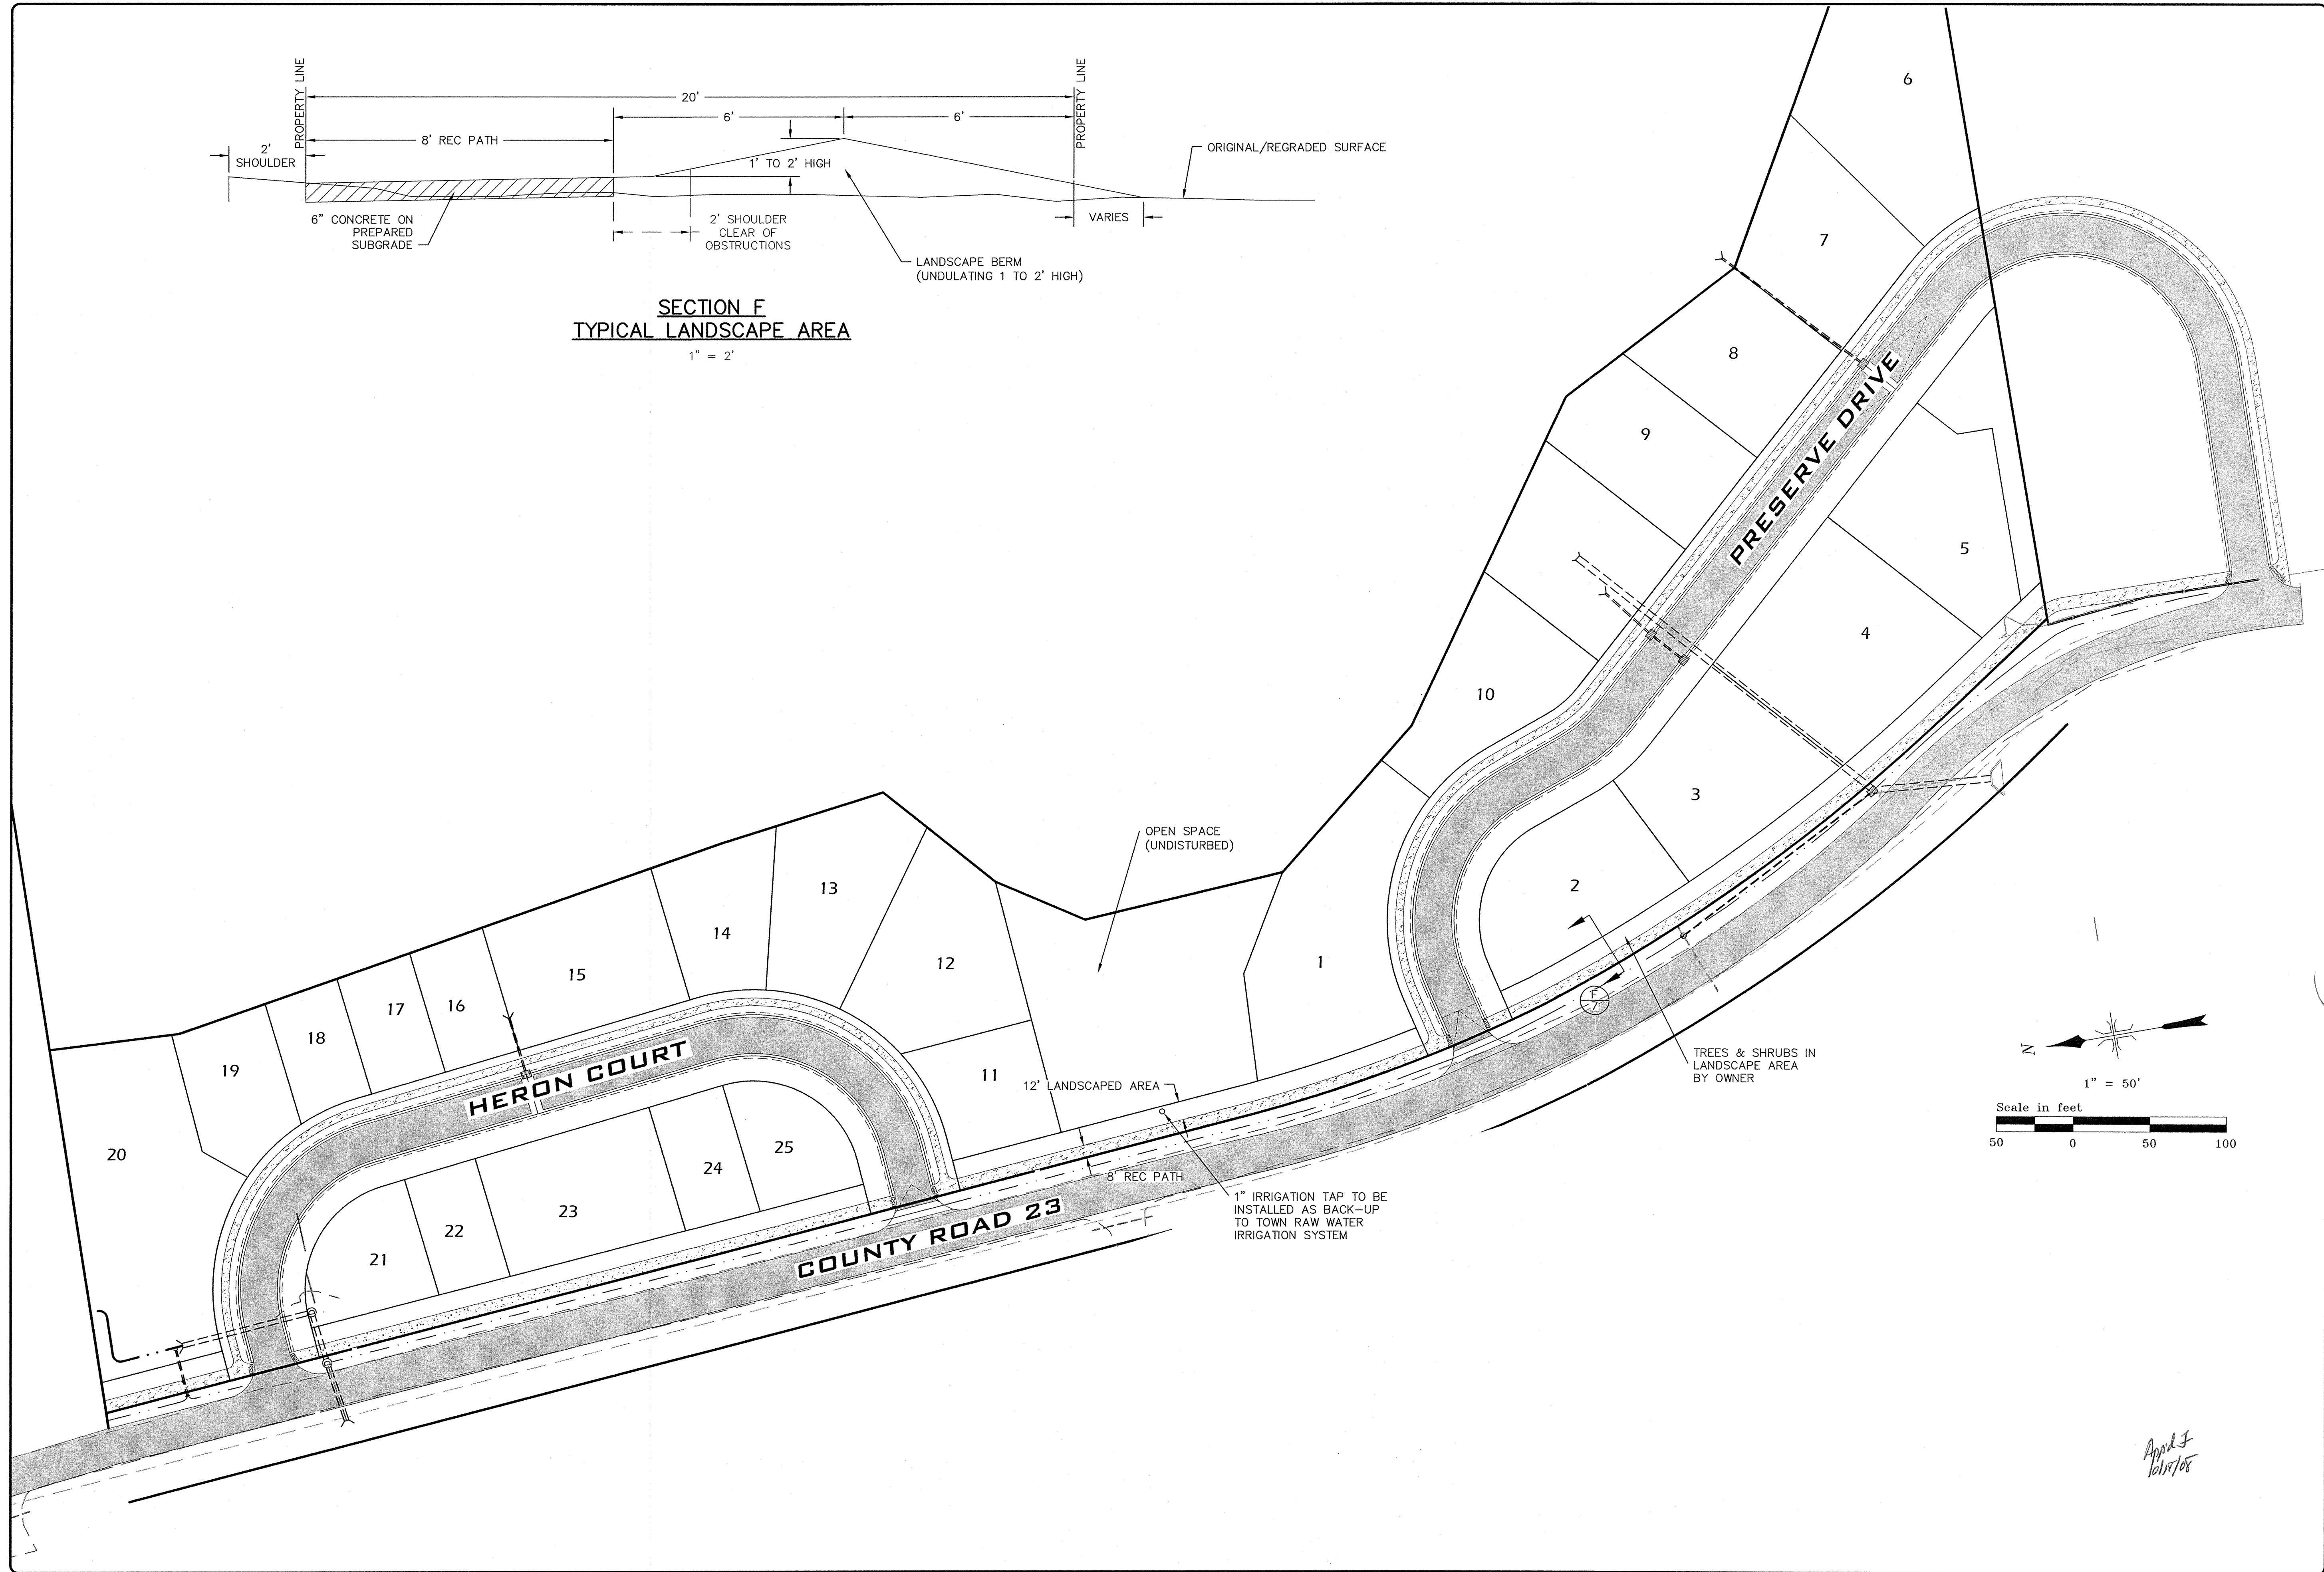 PROPERTY LINE
PROPERTY LINE
20'
6'
6'
8' REC PATH
2'
SHOULDER
1' TO 2' HIGH
ORIGINAL/REGRADED SURFACE
6" CONCRETE ON
PREPARED
SUBGRADE
2' SHOULDER
CLEAR OF
OBSTRUCTIONS
VARIES
LANDSCAPE BERM
(UNDULATING 1 TO 2' HIGH)
SECTION F
TYPICAL LANDSCAPE AREA
1" = 2'
6
7
8
9
PRESERVE DRIVE
5
4
10
3
2
OPEN SPACE
(UNDISTURBED)
13
14
12
15
1
16
17
18
19
11
HERON COURT
12' LANDSCAPED AREA
20
25
24
23
22
21
8' REC PATH
COUNTY ROAD 23
1" IRRIGATION TAP TO BE
INSTALLED AS BACK-UP
TO TOWN RAW WATER
IRRIGATION SYSTEM
F
7
TREES & SHRUBS IN
LANDSCAPE AREA
BY OWNER
N
1" = 50'
Scale in feet
50 0 50 100